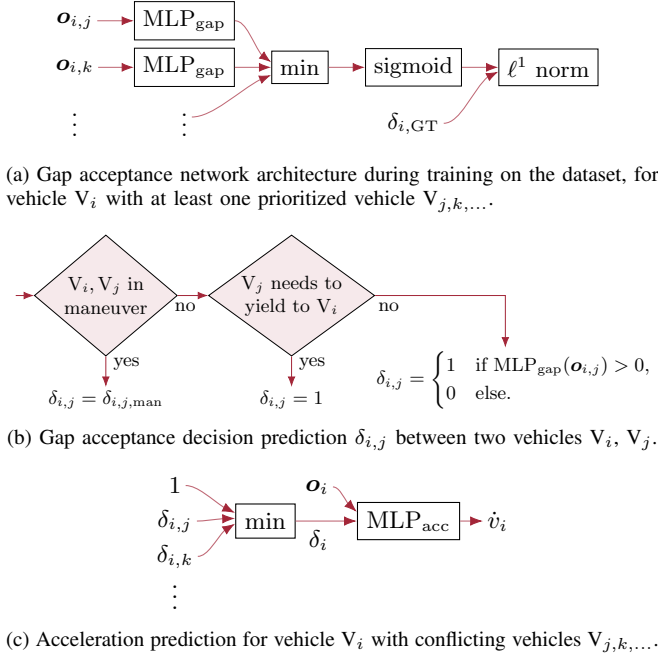 𝒐ᵢ,ⱼ MLP_gap
𝒐ᵢ,ₖ MLP_gap min sigmoid ℓ¹ norm
⋮ ⋮ δ_{i,GT}
(a) Gap acceptance network architecture during training on the dataset, for
vehicle V_i with at least one prioritized vehicle V_{j,k,...}.
V_i, V_j in
maneuver
no
V_j needs to
yield to V_i
no
yes
yes
δ_{i,j} = δ_{i,j,man}
δ_{i,j} = 1
δ_{i,j} = { 1 if MLP_gap(𝒐_{i,j}) > 0,
0 else.
(b) Gap acceptance decision prediction δ_{i,j} between two vehicles V_i, V_j.
1 𝒐_i
δ_{i,j} min δ_i MLP_acc v̇_i
δ_{i,k}
⋮
(c) Acceleration prediction for vehicle V_i with conflicting vehicles V_{j,k,...}.